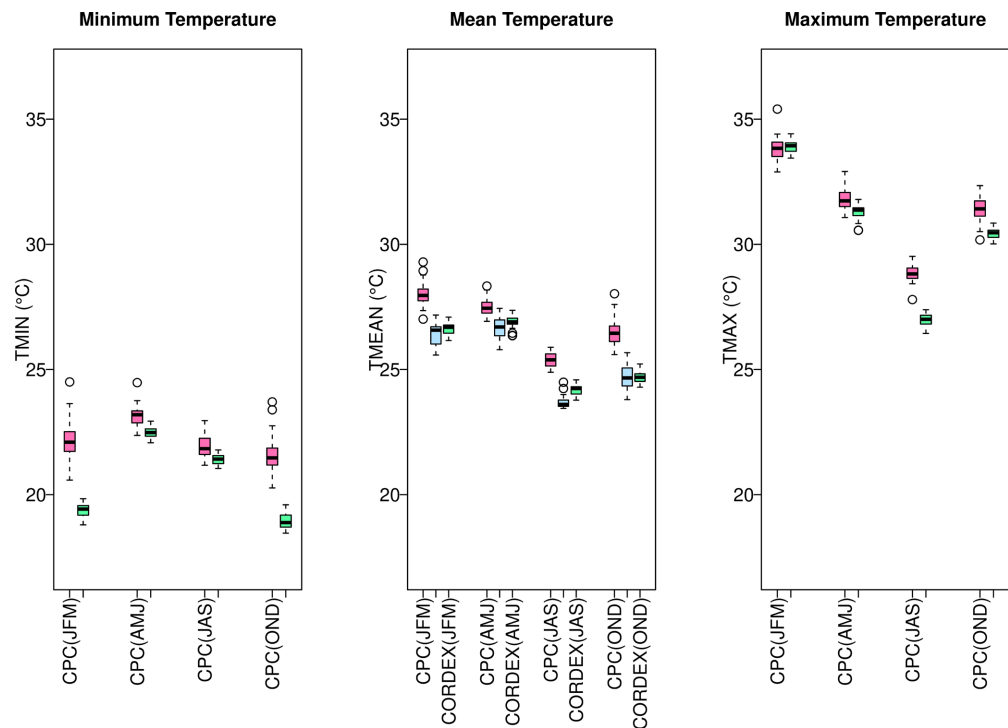 Minimum Temperature
TMIN (°C)
35
30
25
20
CPC(JFM)
CPC(AMJ)
CPC(JAS)
CPC(OND)
Mean Temperature
TMEAN (°C)
35
30
25
20
CPC(JFM)
CORDEX(JFM)
CPC(AMJ)
CORDEX(AMJ)
CPC(JAS)
CORDEX(JAS)
CPC(OND)
CORDEX(OND)
Maximum Temperature
TMAX (°C)
35
30
25
20
CPC(JFM)
CPC(AMJ)
CPC(JAS)
CPC(OND)